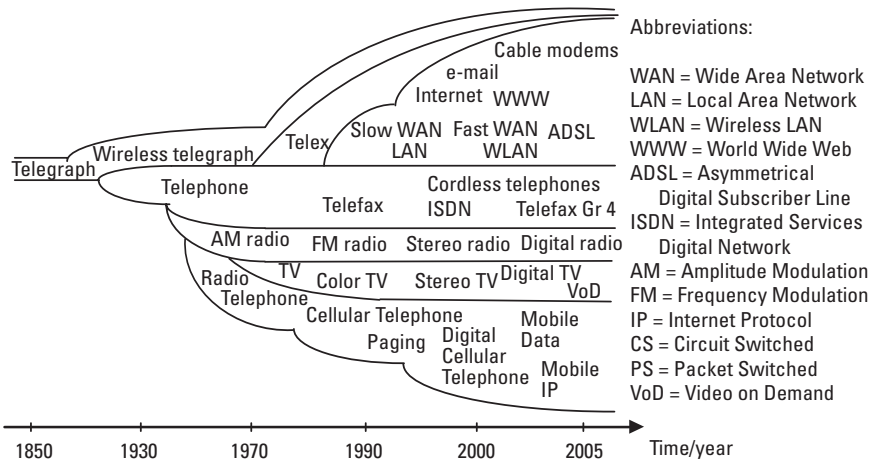 Abbreviations:
Cable modems
e-mail
Internet WWW
WAN = Wide Area Network
LAN = Local Area Network
WLAN = Wireless LAN
WWW = World Wide Web
ADSL = Asymmetrical
Digital Subscriber Line
ISDN = Integrated Services
Digital Network
AM = Amplitude Modulation
FM = Frequency Modulation
IP = Internet Protocol
CS = Circuit Switched
PS = Packet Switched
VoD = Video on Demand
Telex
Slow WAN Fast WAN ADSL
LAN WLAN
Wireless telegraph
Telegraph
Telephone
Cordless telephones
Telefax ISDN Telefax Gr 4
AM radio FM radio Stereo radio Digital radio
TV Color TV Stereo TV Digital TV
VoD
Radio
Telephone
Cellular Telephone
Paging
Digital
Cellular
Telephone
Mobile
Data
Mobile
IP
1850 1930 1970 1990 2000 2005 Time/year